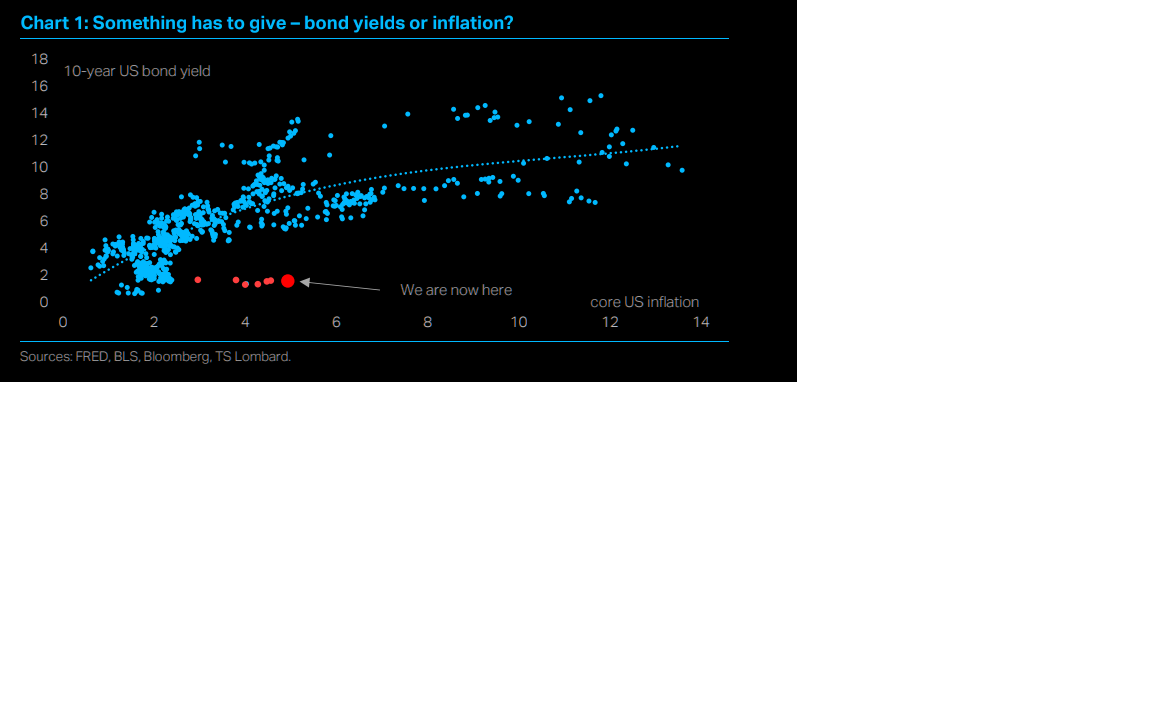 Chart 1: Something has to give – bond yields or inflation?
18
10-year US bond yield
16
14
12
10
8
6
4
2
0
We are now here
core US inflation
0 2 4 6 8 10 12 14
Sources: FRED, BLS, Bloomberg, TS Lombard.